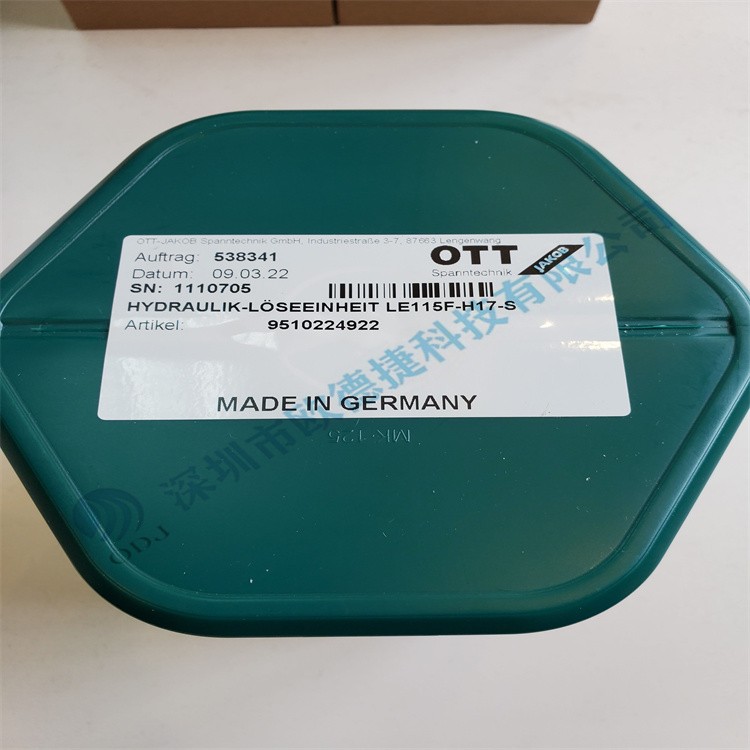 OTT-JAKOB Spanntechnik GmbH, Industriestraße 3-7, 87663 Lengenwang
Auftrag: 538341
Datum: 09.03.22
SN: 1110705
OTT
JAKOB
Spanntechnik
HYDRAULIK-LÖSEEINHEIT LE115F-H17-S
Artikel: 9510224922
MADE IN GERMANY
MK-125
深圳市欧德捷科技有限公司